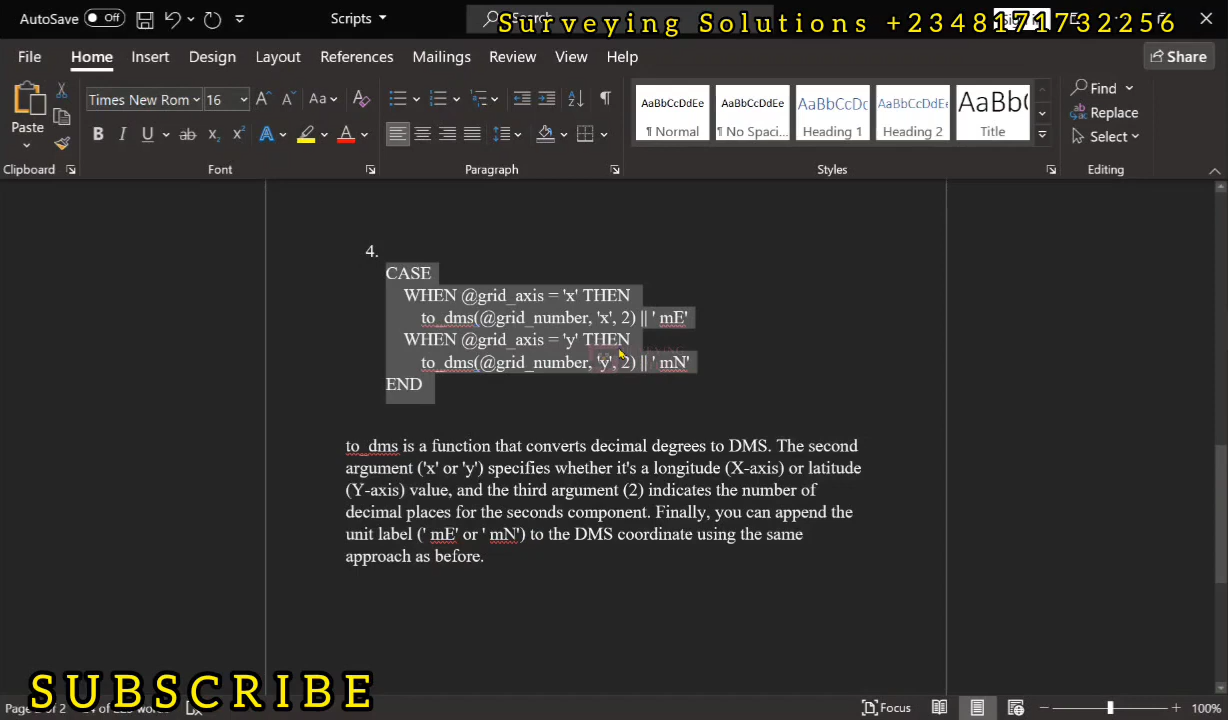 AutoSave Off Scripts Search
Surveying Solutions +2348171732256
File Home Insert Design Layout References Mailings Review View Help Share
Paste
Times New Rom 16 Aa
AaBbCcDdEe AaBbCcDdEe AaBbCcDc AaBbCcDdE AaBb(
¶ Normal ¶ No Spaci... Heading 1 Heading 2 Title
Find
Replace
Select
Clipboard Font Paragraph Styles Editing
4.
CASE
WHEN @grid_axis = 'x' THEN
to_dms(@grid_number, 'x', 2) || ' mE'
WHEN @grid_axis = 'y' THEN
to_dms(@grid_number, 'y', 2) || ' mN'
END
to_dms is a function that converts decimal degrees to DMS. The second
argument ('x' or 'y') specifies whether it's a longitude (X-axis) or latitude
(Y-axis) value, and the third argument (2) indicates the number of
decimal places for the seconds component. Finally, you can append the
unit label (' mE' or ' mN') to the DMS coordinate using the same
approach as before.
SUBSCRIBE
Focus 100%